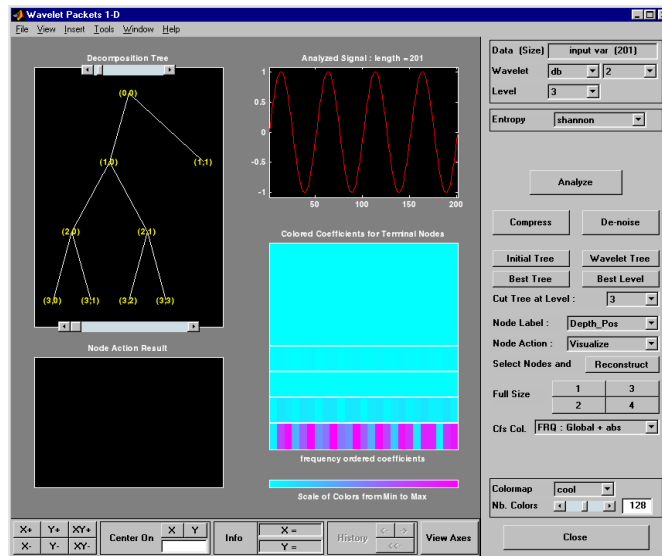 Wavelet Packets 1-D
File View Insert Tools Window Help
Decomposition Tree
(0,0)
(1,0) (1,1)
(2,0) (2,1)
(3,0) (3,1) (3,2) (3,3)
Node Action Result
Analyzed Signal : length = 201
1
0.5
0
-0.5
-1
50 100 150 200
Colored Coefficients for Terminal Nodes
frequency ordered coefficients
Scale of Colors from Min to Max
Data (Size) input var (201)
Wavelet db 2
Level 3
Entropy shannon
Analyze
Compress De-noise
Initial Tree Wavelet Tree
Best Tree Best Level
Cut Tree at Level : 3
Node Label : Depth_Pos
Node Action : Visualize
Select Nodes and Reconstruct
Full Size 1 3
2 4
Cfs Col. FRQ : Global + abs
Colormap cool
Nb. Colors 128
Close
X+ Y+ XY+
X- Y- XY-
Center On X Y
Info X =
Y =
History <- ->
<<-
View Axes